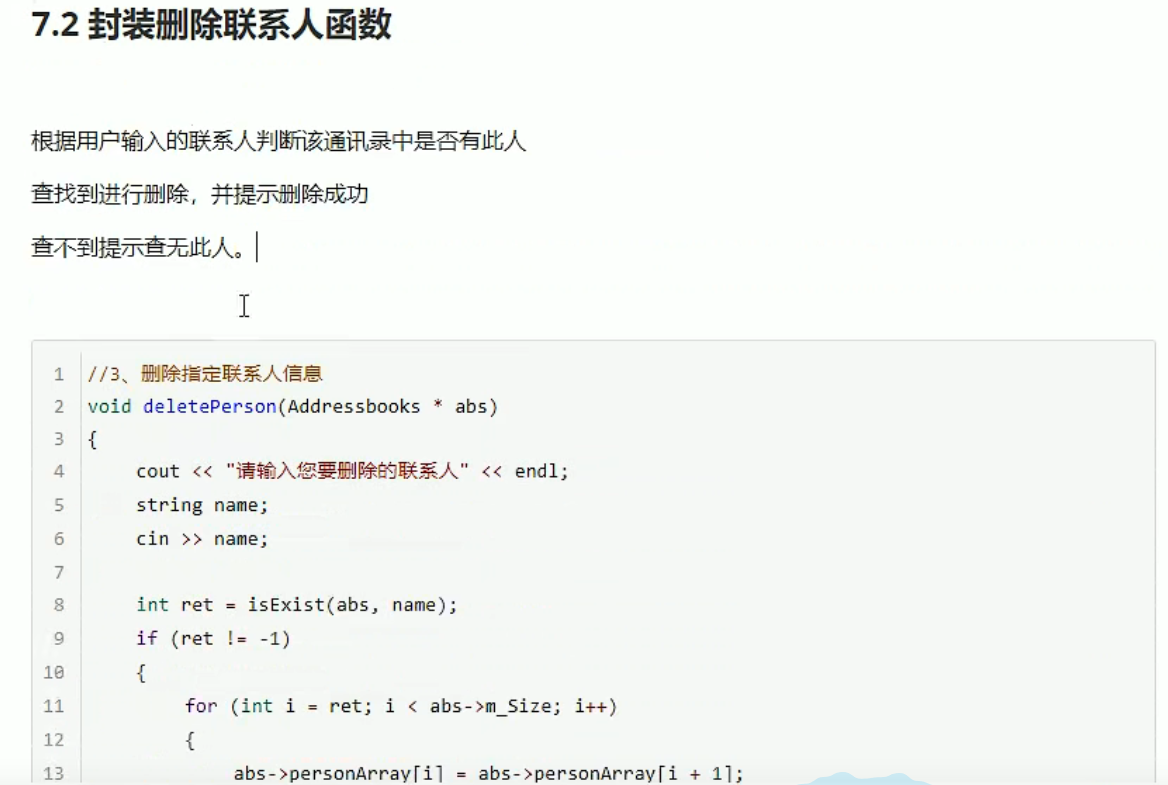 7.2 封装删除联系人函数
根据用户输入的联系人判断该通讯录中是否有此人
查找到进行删除，并提示删除成功
查不到提示查无此人。
1 //3、删除指定联系人信息
2 void deletePerson(Addressbooks * abs)
3 {
4 cout << "请输入您要删除的联系人" << endl;
5 string name;
6 cin >> name;
7
8 int ret = isExist(abs, name);
9 if (ret != -1)
10 {
11 for (int i = ret; i < abs->m_Size; i++)
12 {
13 abs->personArray[i] = abs->personArray[i + 1];